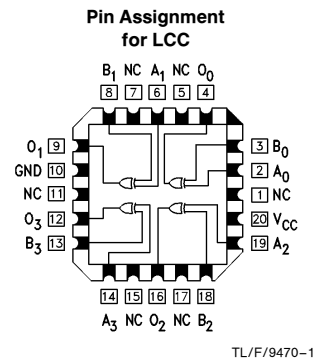 Pin Assignment
for LCC
B1 NC A1 NC O0
8 7 6 5 4
O1 9 3 B0
GND 10 2 A0
NC 11 1 NC
O3 12 20 VCC
B3 13 19 A2
14 15 16 17 18
A3 NC O2 NC B2
TL/F/9470–1